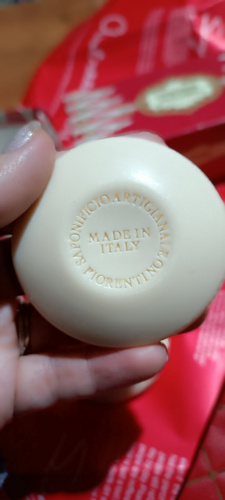 SAPONIFICIO ARTIGIANALE FIORENTINO
MADE IN
ITALY